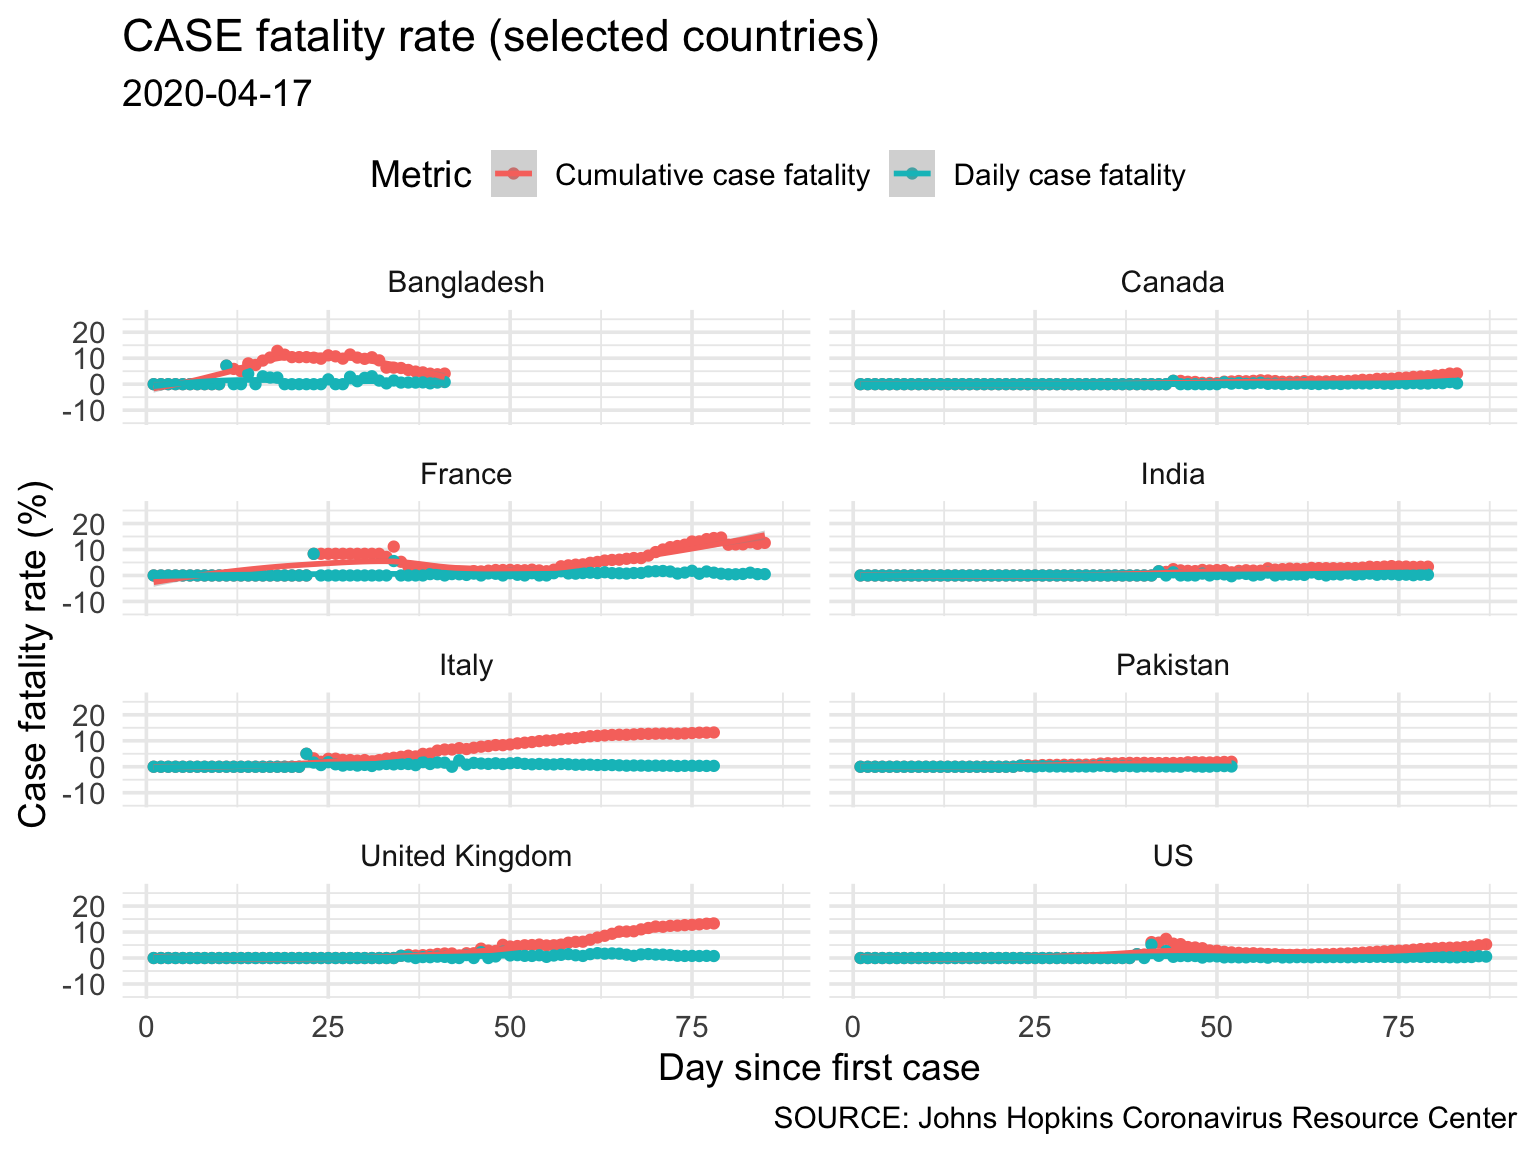 CASE fatality rate (selected countries)
2020-04-17
Metric Cumulative case fatality Daily case fatality
Bangladesh Canada
20
10
0
-10
France India
20
10
0
-10
Case fatality rate (%)
Italy Pakistan
20
10
0
-10
United Kingdom US
20
10
0
-10
0 25 50 75 0 25 50 75
Day since first case
SOURCE: Johns Hopkins Coronavirus Resource Center